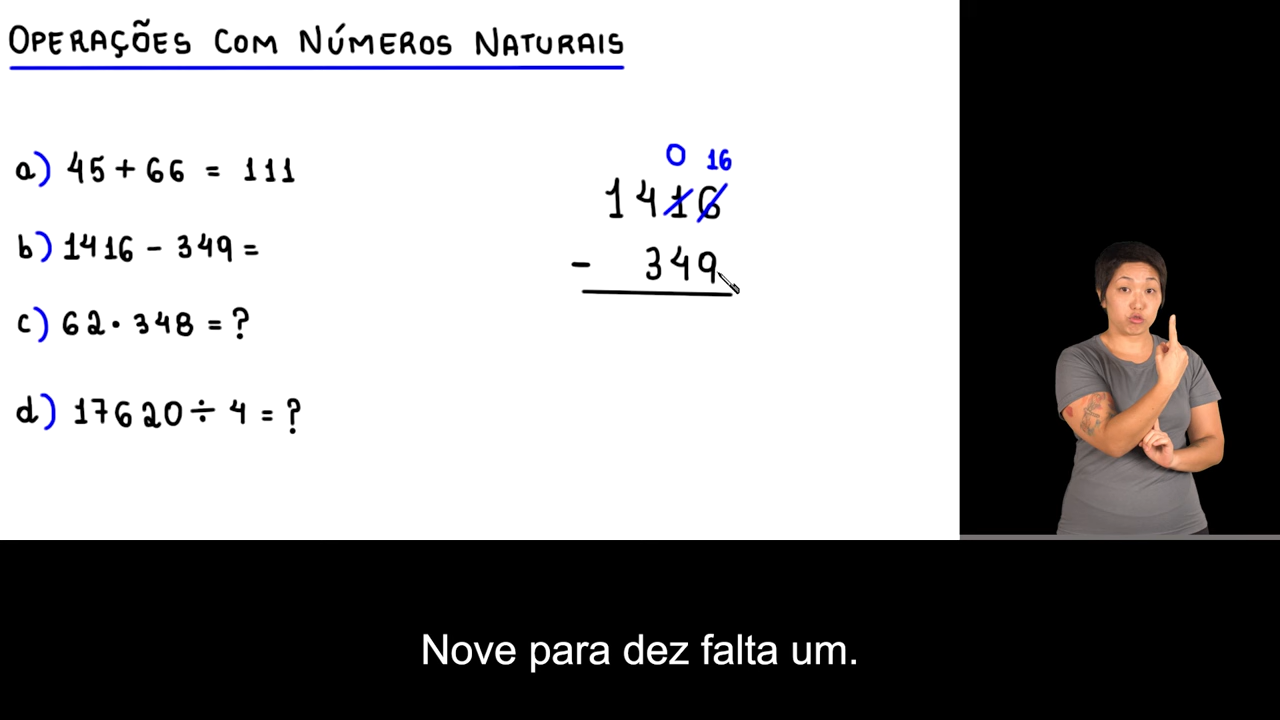 OPERAÇÕES COM NÚMEROS NATURAIS
a) 45 + 66 = 111
b) 1416 - 349 =
c) 62 • 348 = ?
d) 17620 ÷ 4 = ?
0 16
1416
- 349
Nove para dez falta um.